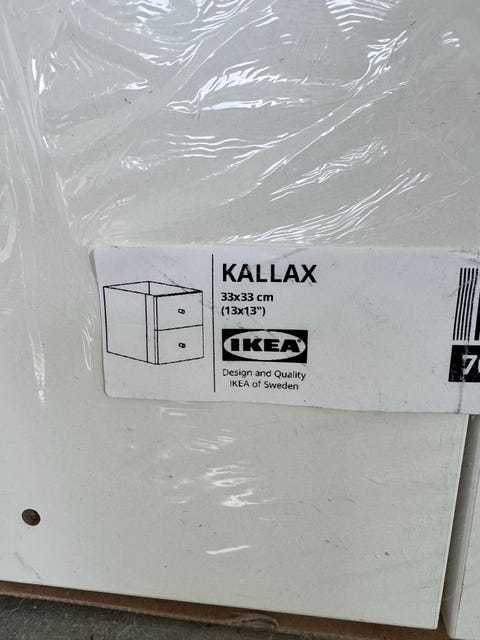 KALLAX
33x33 cm
(13x13")
IKEA
Design and Quality
IKEA of Sweden